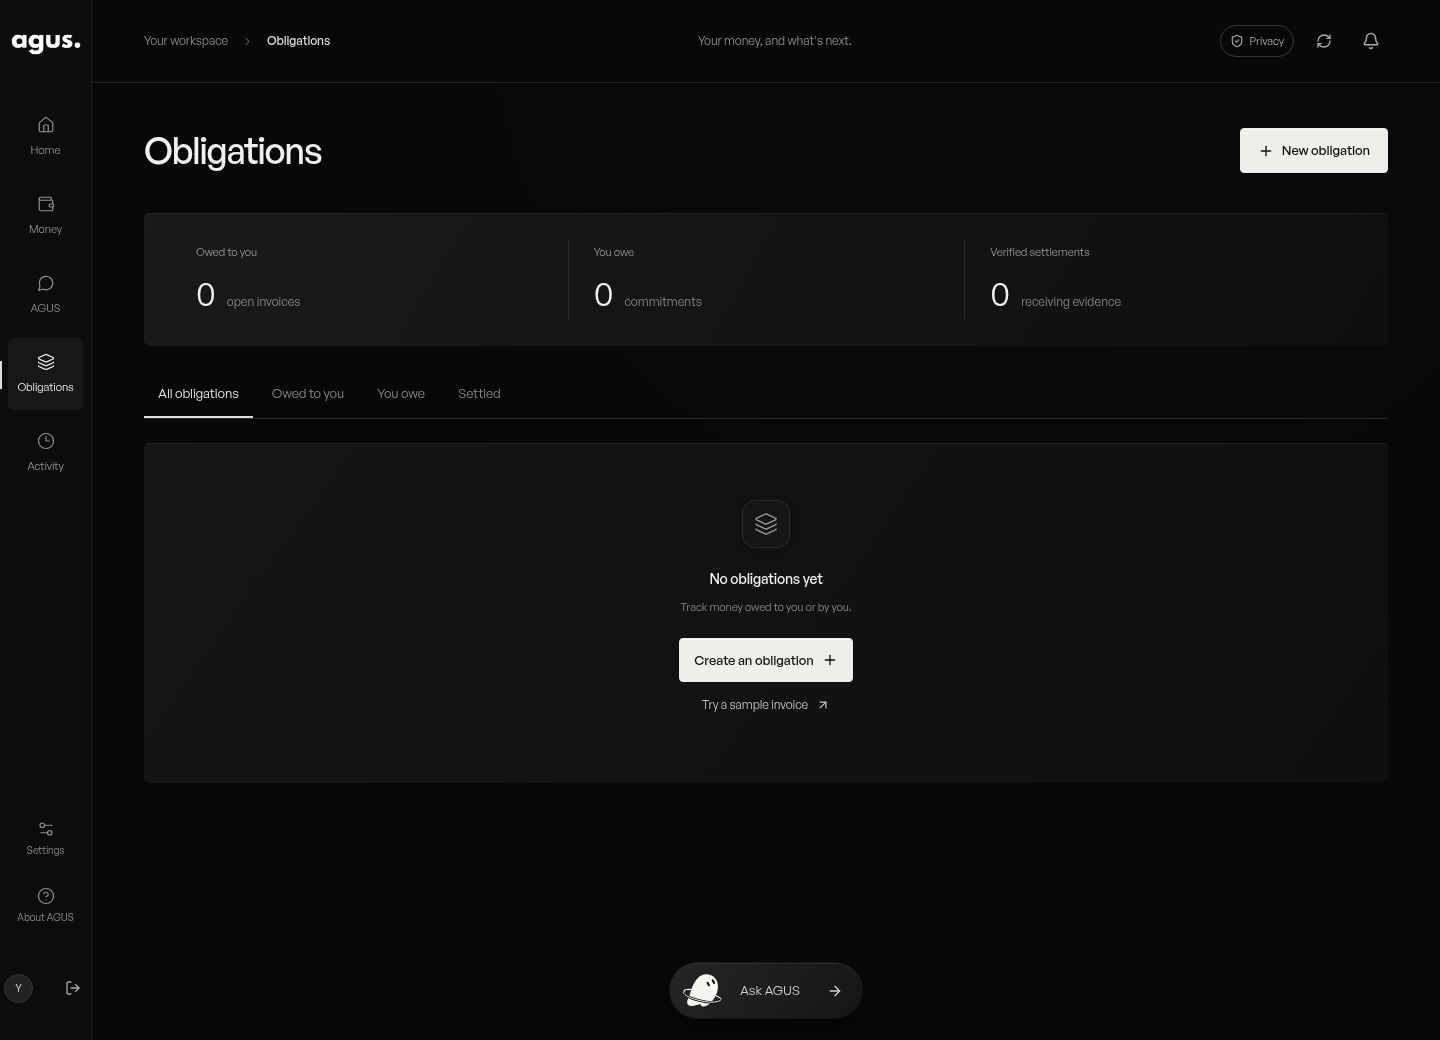 agus.
Your workspace > Obligations
Your money, and what's next.
Privacy
Home
Money
AGUS
Obligations
Activity
Settings
About AGUS
Y
Obligations
New obligation
Owed to you
0 open invoices
You owe
0 commitments
Verified settlements
0 receiving evidence
All obligations
Owed to you
You owe
Settled
No obligations yet
Track money owed to you or by you.
Create an obligation
Try a sample invoice
Ask AGUS